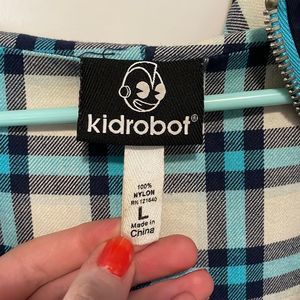 kidrobot®
100%
NYLON
RN 121640
L
Made in
China